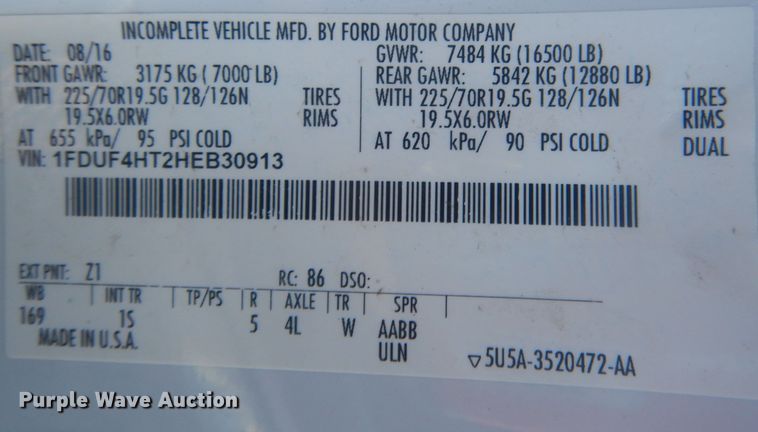 INCOMPLETE VEHICLE MFD. BY FORD MOTOR COMPANY
DATE: 08/16 GVWR: 7484 KG (16500 LB)
FRONT GAWR: 3175 KG ( 7000 LB) REAR GAWR: 5842 KG (12880 LB)
WITH 225/70R19.5G 128/126N TIRES WITH 225/70R19.5G 128/126N TIRES
19.5X6.0RW RIMS 19.5X6.0RW RIMS
AT 655 kPa/ 95 PSI COLD AT 620 kPa/ 90 PSI COLD DUAL
VIN: 1FDUF4HT2HEB30913
EXT PNT: Z1 RC: 86 DSO:
WB INT TR TP/PS R AXLE TR SPR
169 1S 5 4L W AABB
MADE IN U.S.A. ULN 5U5A-3520472-AA
Purple Wave Auction